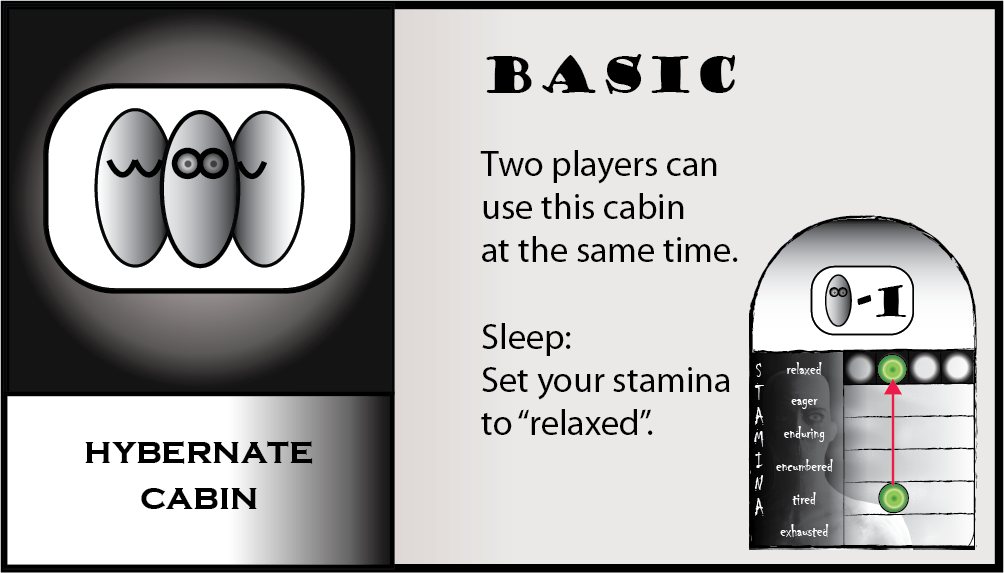 BASIC
Two players can
use this cabin
at the same time.
Sleep:
Set your stamina
to “relaxed”.
HYBERNATE
CABIN
-1
STAMINA
relaxed
eager
enduring
encumbered
tired
exhausted